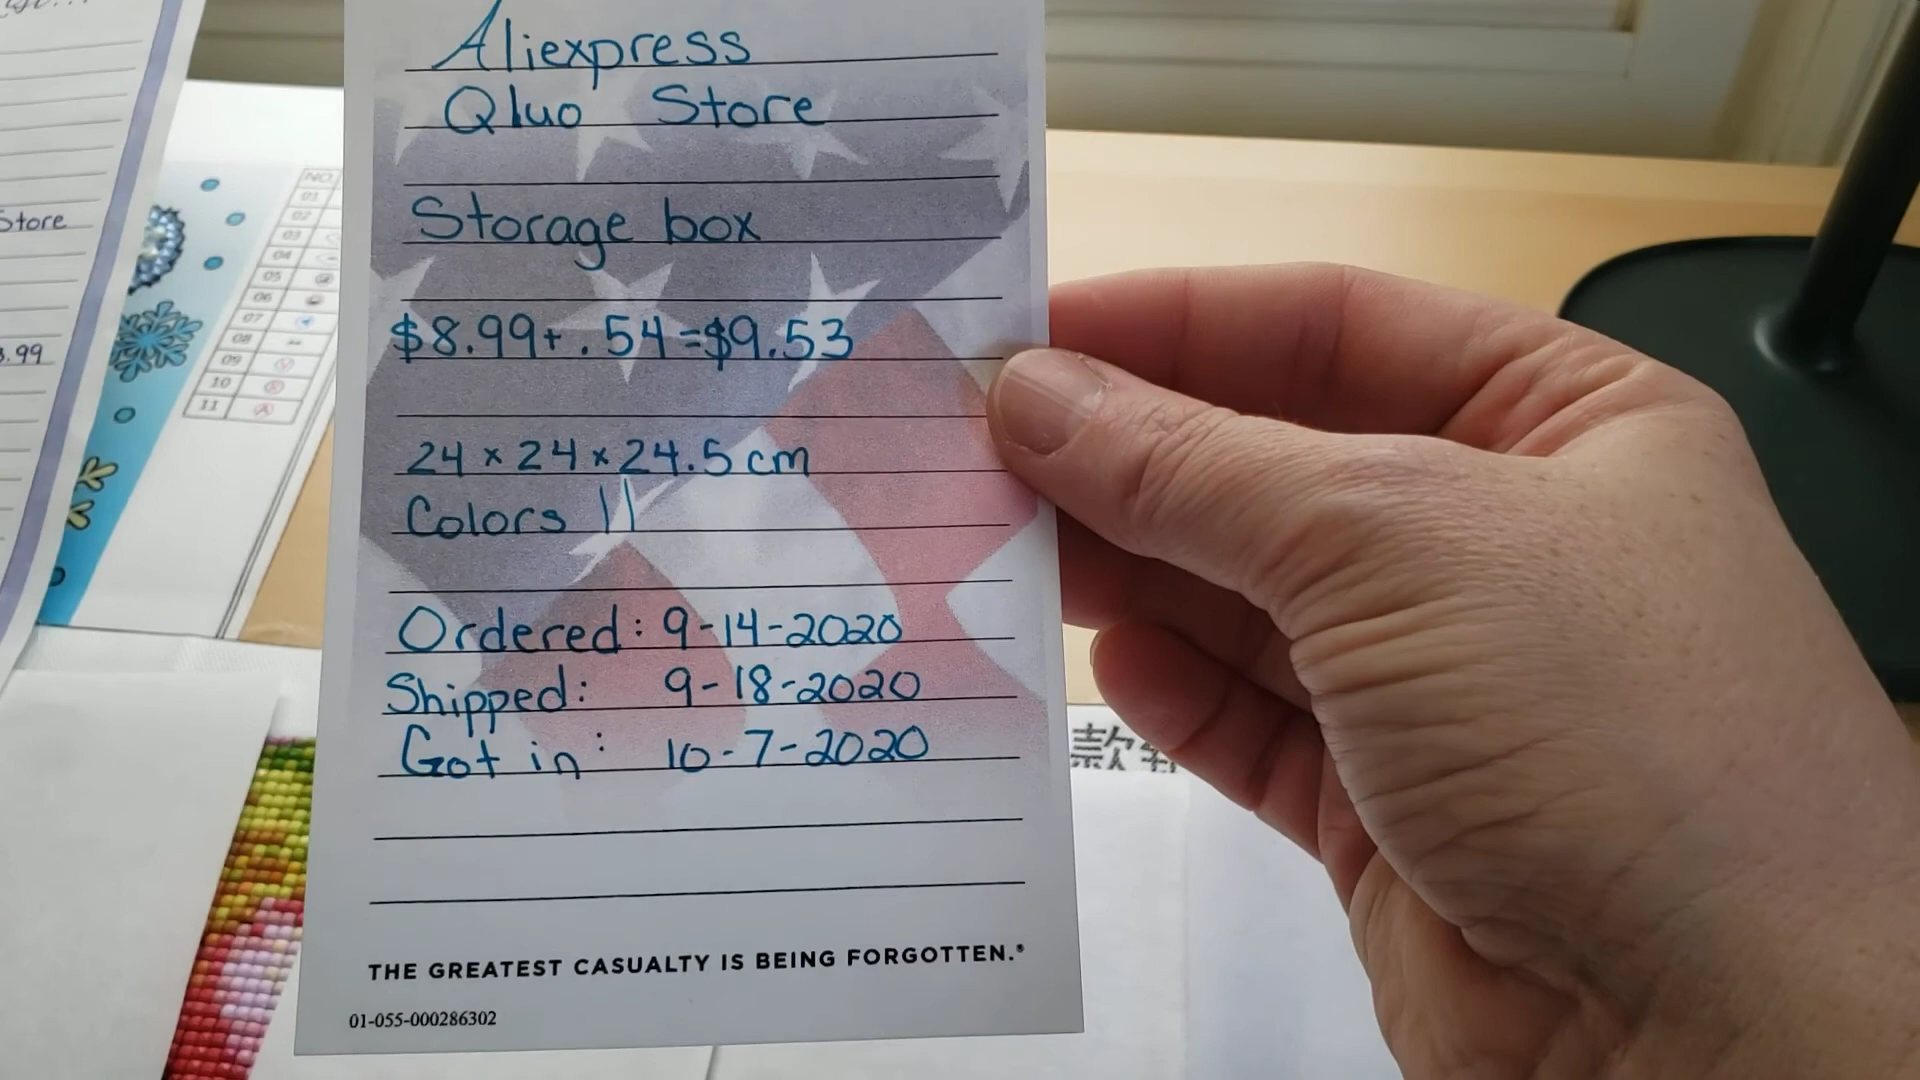 Aliexpress
Qluo Store
Storage box
$8.99+ .54=$9.53
24 x 24 x 24.5 cm
Colors 11
Ordered: 9-14-2020
Shipped: 9-18-2020
Got in: 10-7-2020
THE GREATEST CASUALTY IS BEING FORGOTTEN.®
01-055-000286302
Store
.99
NO.
01
02
03
04
05
06
07
08
09
10
11
款